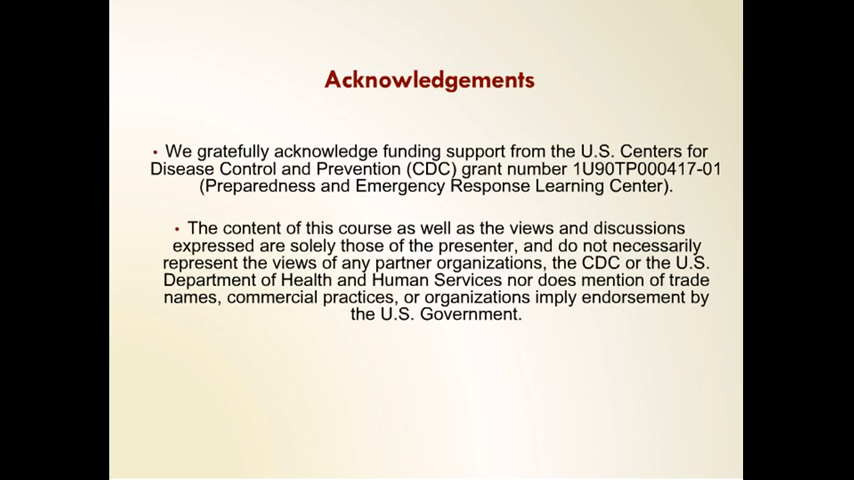 Acknowledgements
• We gratefully acknowledge funding support from the U.S. Centers for
Disease Control and Prevention (CDC) grant number 1U90TP000417-01
(Preparedness and Emergency Response Learning Center).
• The content of this course as well as the views and discussions
expressed are solely those of the presenter, and do not necessarily
represent the views of any partner organizations, the CDC or the U.S.
Department of Health and Human Services nor does mention of trade
names, commercial practices, or organizations imply endorsement by
the U.S. Government.